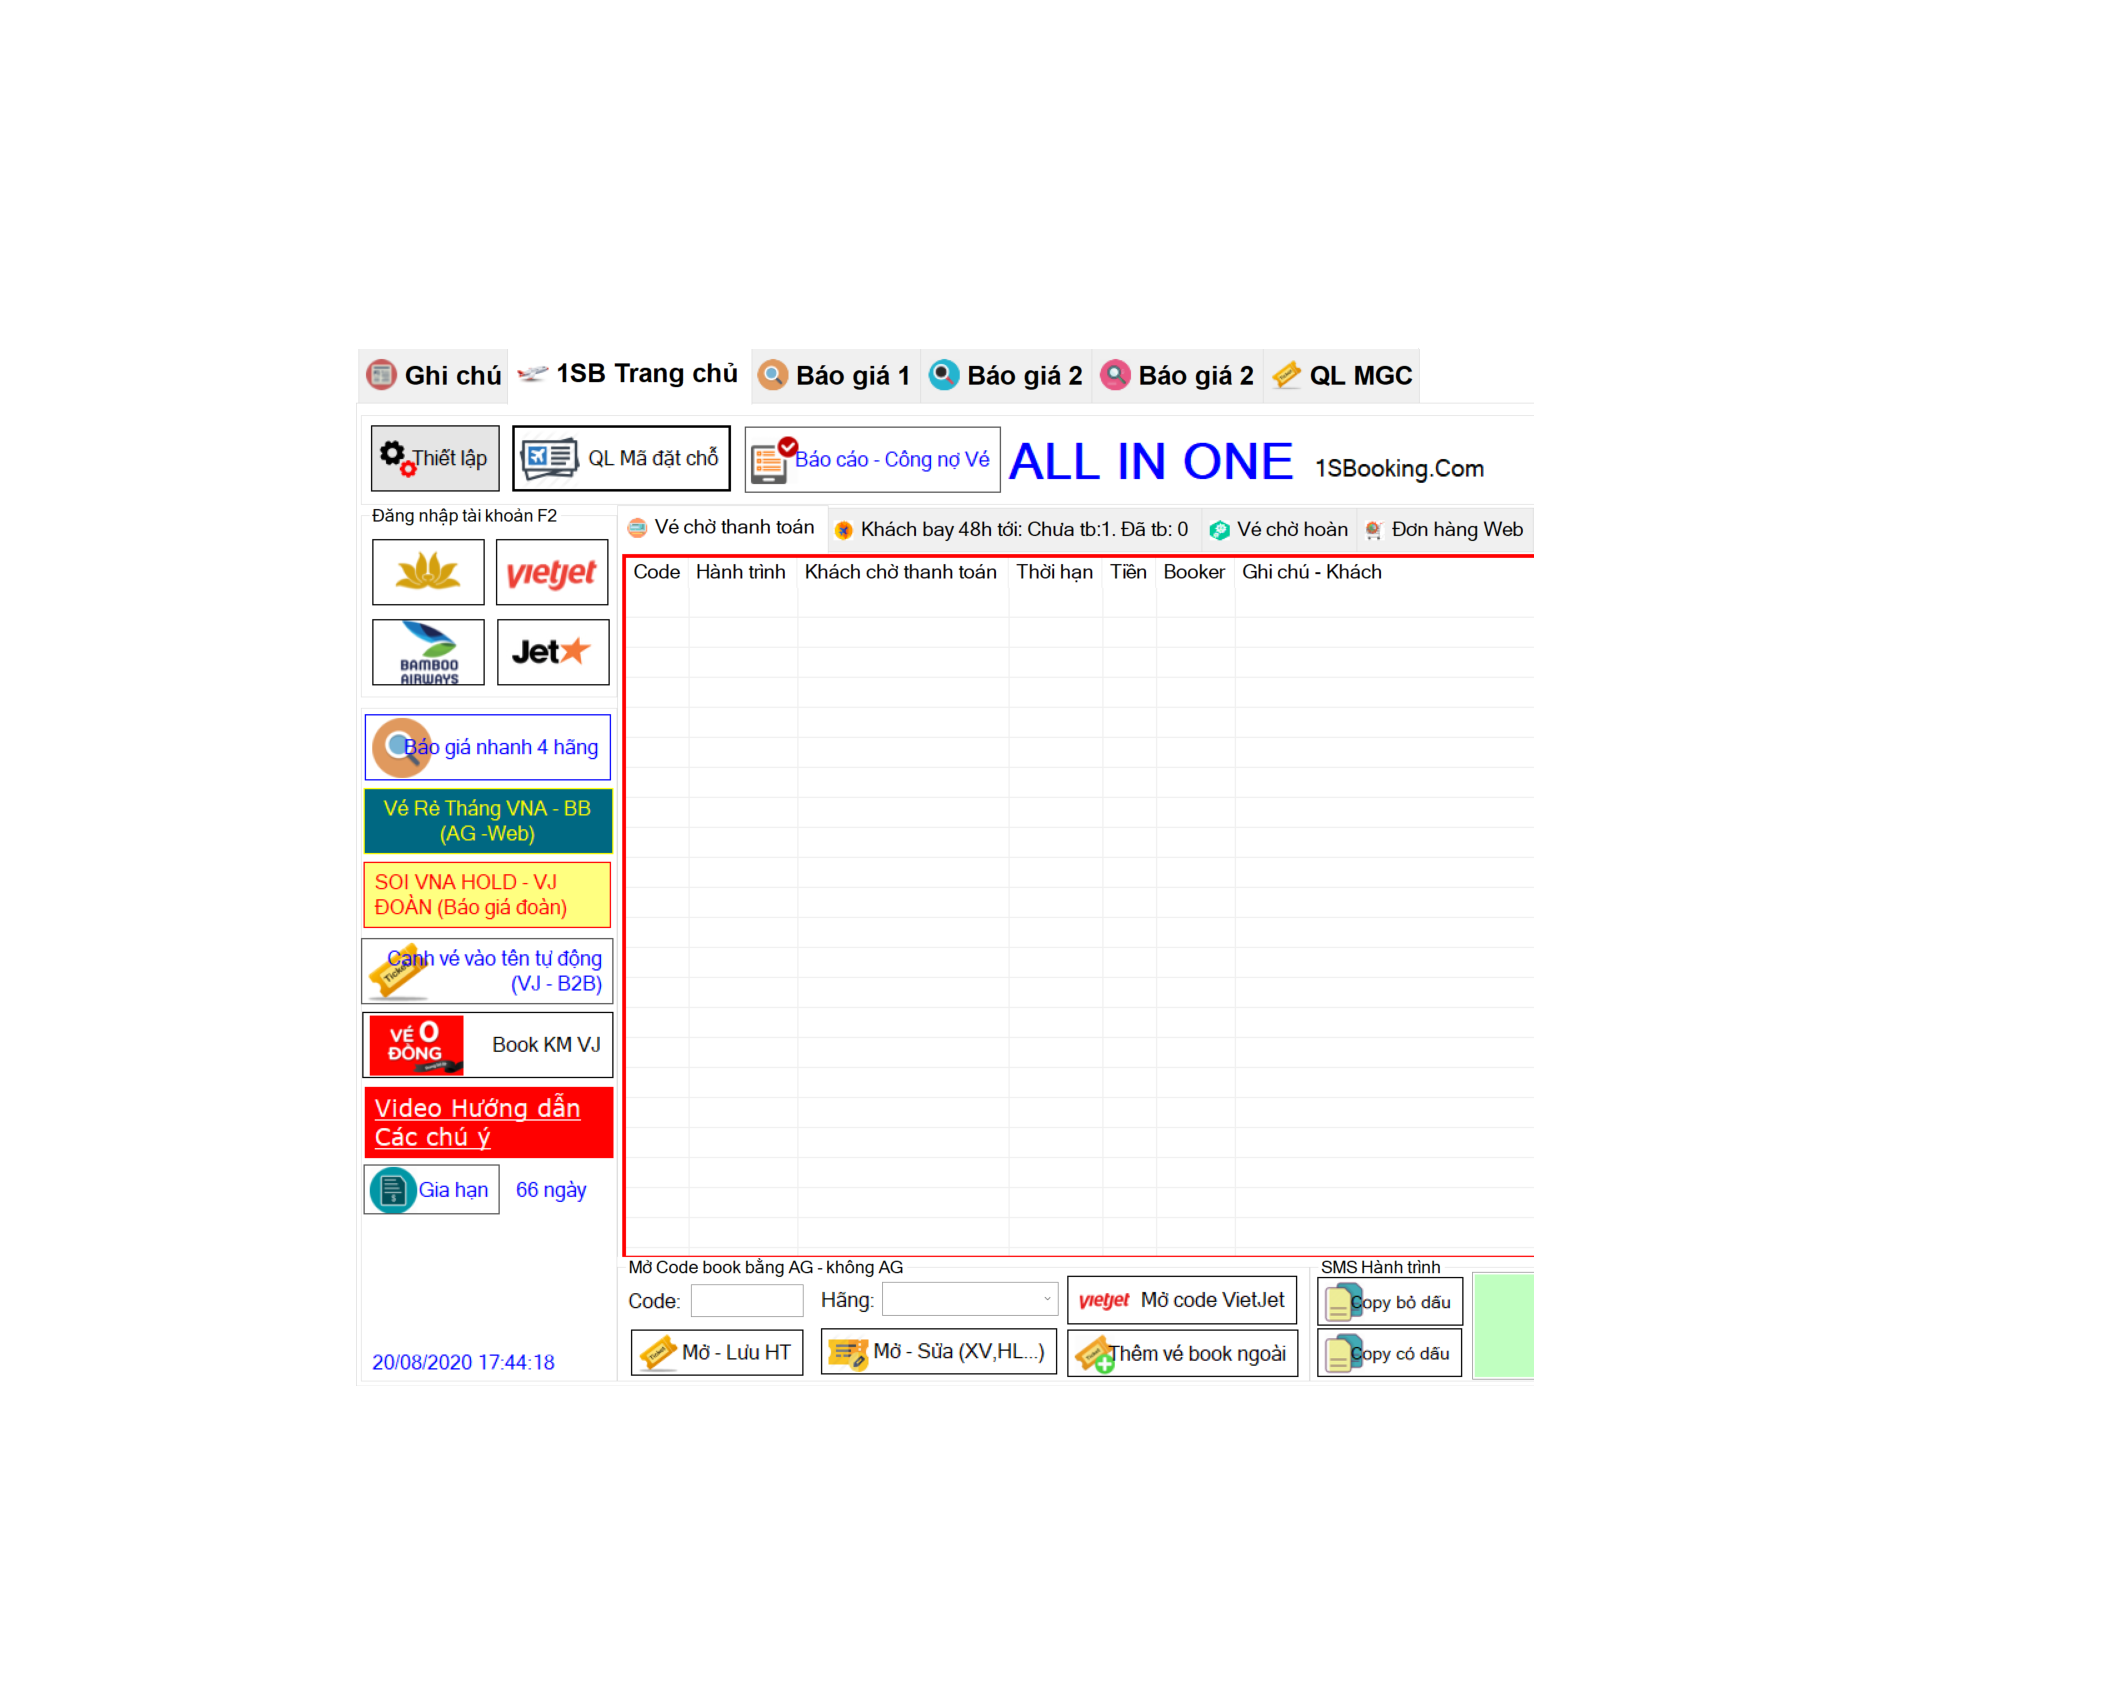 Ghi chú
1SB Trang chủ
Báo giá 1
Báo giá 2
Báo giá 2
QL MGC
Thiết lập
QL Mã đặt chỗ
Báo cáo - Công nợ Vé
ALL IN ONE
1SBooking.Com
Đăng nhập tài khoản F2
vietjet
BAMBOO
AIRWAYS
Jet
Báo giá nhanh 4 hãng
Vé Rẻ Tháng VNA - BB
(AG -Web)
SOI VNA HOLD - VJ
ĐOÀN (Báo giá đoàn)
Ticket
Canh vé vào tên tự động
(VJ - B2B)
VÉ 0
ĐỒNG
Book KM VJ
Video Hướng dẫn
Các chú ý
Gia hạn
66 ngày
20/08/2020 17:44:18
Vé chờ thanh toán
Khách bay 48h tới: Chưa tb:1. Đã tb: 0
Vé chờ hoàn
Đơn hàng Web
Code
Hành trình
Khách chờ thanh toán
Thời hạn
Tiền
Booker
Ghi chú - Khách
Mở Code book bằng AG - không AG
Code:
Hãng:
vietjet
Mở code VietJet
Mở - Lưu HT
Mở - Sửa (XV,HL...)
Thêm vé book ngoài
SMS Hành trình
Copy bỏ dấu
Copy có dấu